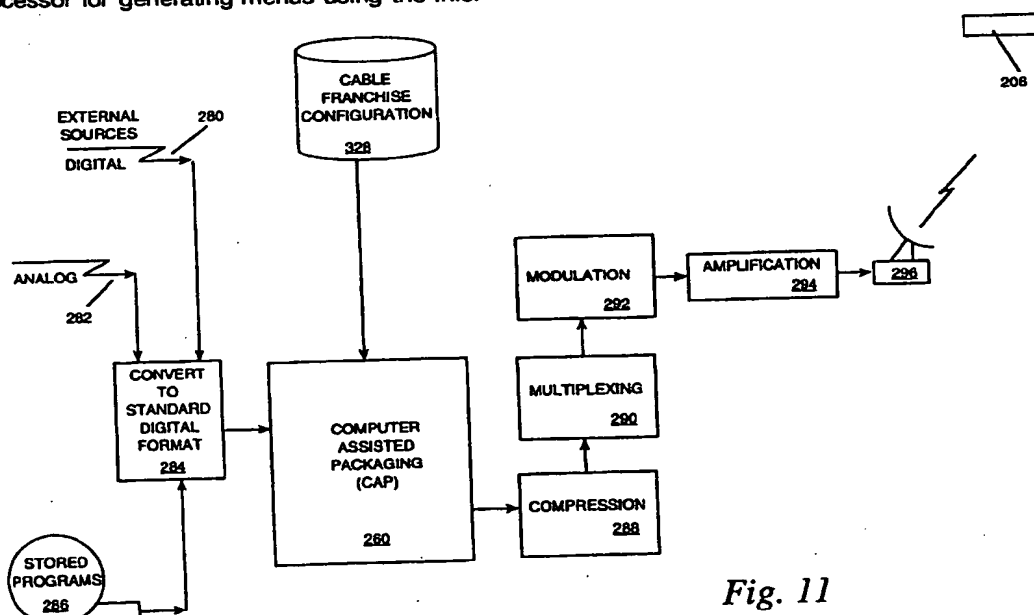 cessor for generating menus using the infor-
CABLE
FRANCHISE
CONFIGURATION
328
EXTERNAL
SOURCES
280
DIGITAL
ANALOG
282
CONVERT
TO
STANDARD
DIGITAL
FORMAT
284
STORED
PROGRAMS
286
COMPUTER
ASSISTED
PACKAGING
(CAP)
260
COMPRESSION
288
MULTIPLEXING
290
MODULATION
292
AMPLIFICATION
294
296
206
Fig. 11